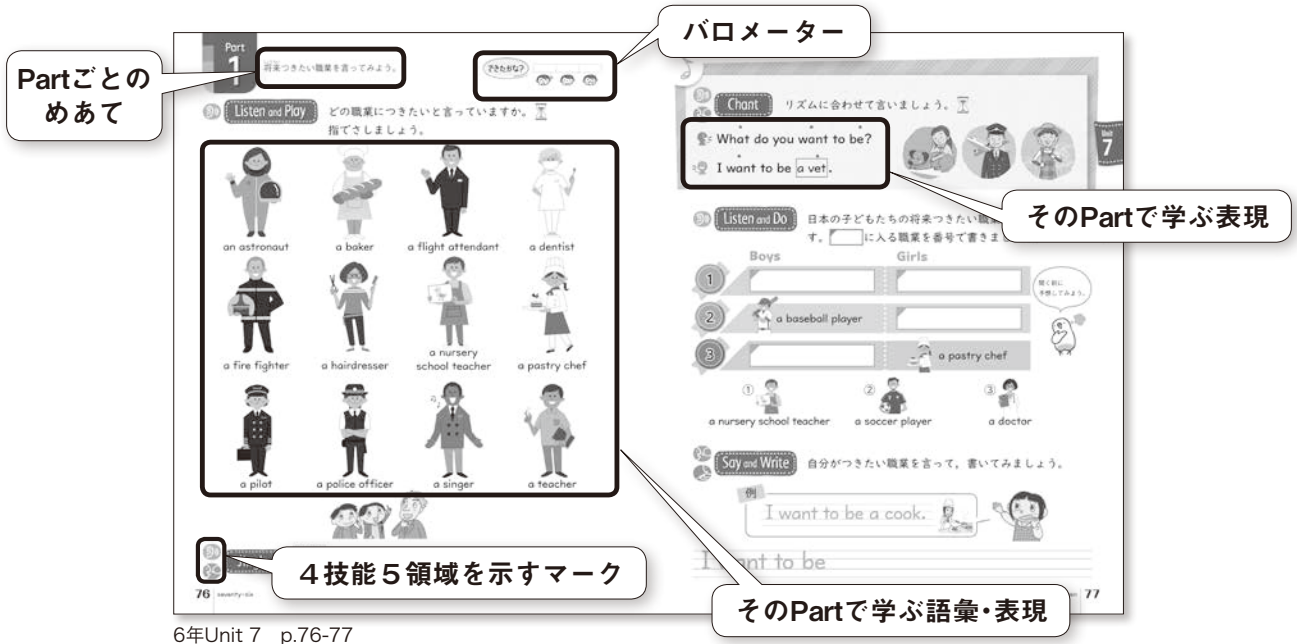 バロメーター
Partごとの
めあて
Part
1
将来つきたい職業を言ってみよう。
できたかな?
Listen and Play
どの職業につきたいと言っていますか。
指でさしましょう。
an astronaut
a baker
a flight attendant
a dentist
a fire fighter
a hairdresser
a nursery
school teacher
a pastry chef
a pilot
a police officer
a singer
a teacher
4技能5領域を示すマーク
76 seventy-six
Chant
リズムに合わせて言いましょう。
What do you want to be?
I want to be a vet.
Unit
7
そのPartで学ぶ表現
Listen and Do
日本の子どもたちの将来つきたい職
す。 に入る職業を番号で書きま
Boys
Girls
1
2
a baseball player
3
a pastry chef
聞く前に
予想してみよう。
①
②
③
a nursery school teacher
a soccer player
a doctor
Say and Write
自分がつきたい職業を言って,書いてみましょう。
例
I want to be a cook.
I want to be
そのPartで学ぶ語彙・表現
77
6年Unit 7 p.76-77